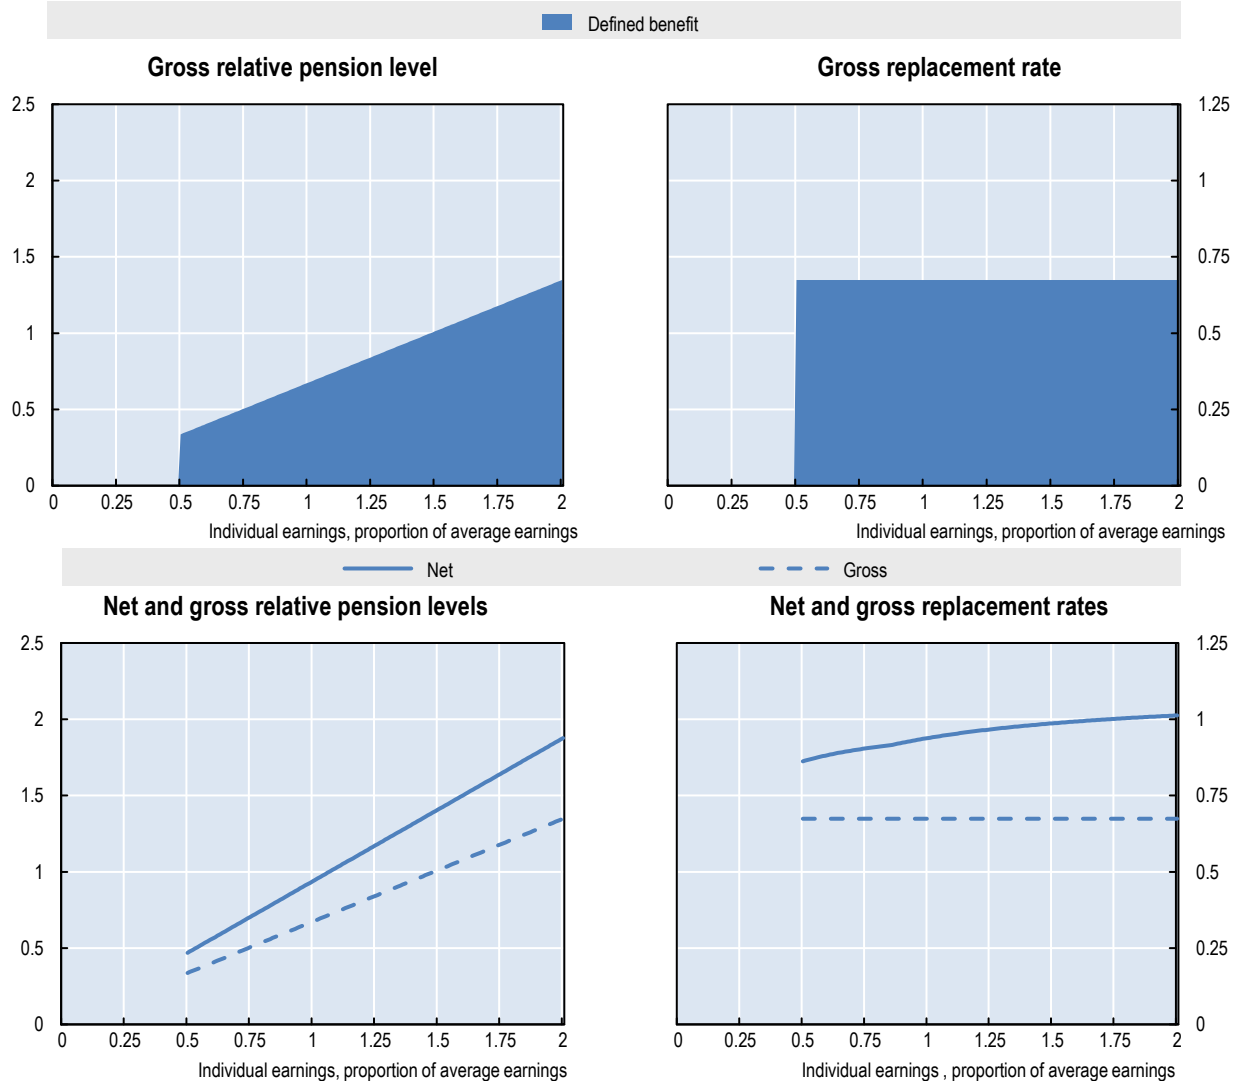 Defined benefit
Gross relative pension level
Gross replacement rate
2.5
2
1.5
1
0.5
0
0 0.25 0.5 0.75 1 1.25 1.5 1.75 2
Individual earnings, proportion of average earnings
1.25
1
0.75
0.5
0.25
0
0 0.25 0.5 0.75 1 1.25 1.5 1.75 2
Individual earnings, proportion of average earnings
Net Gross
Net and gross relative pension levels
Net and gross replacement rates
2.5
2
1.5
1
0.5
0
0 0.25 0.5 0.75 1 1.25 1.5 1.75 2
Individual earnings, proportion of average earnings
1.25
1
0.75
0.5
0.25
0
0 0.25 0.5 0.75 1 1.25 1.5 1.75 2
Individual earnings , proportion of average earnings